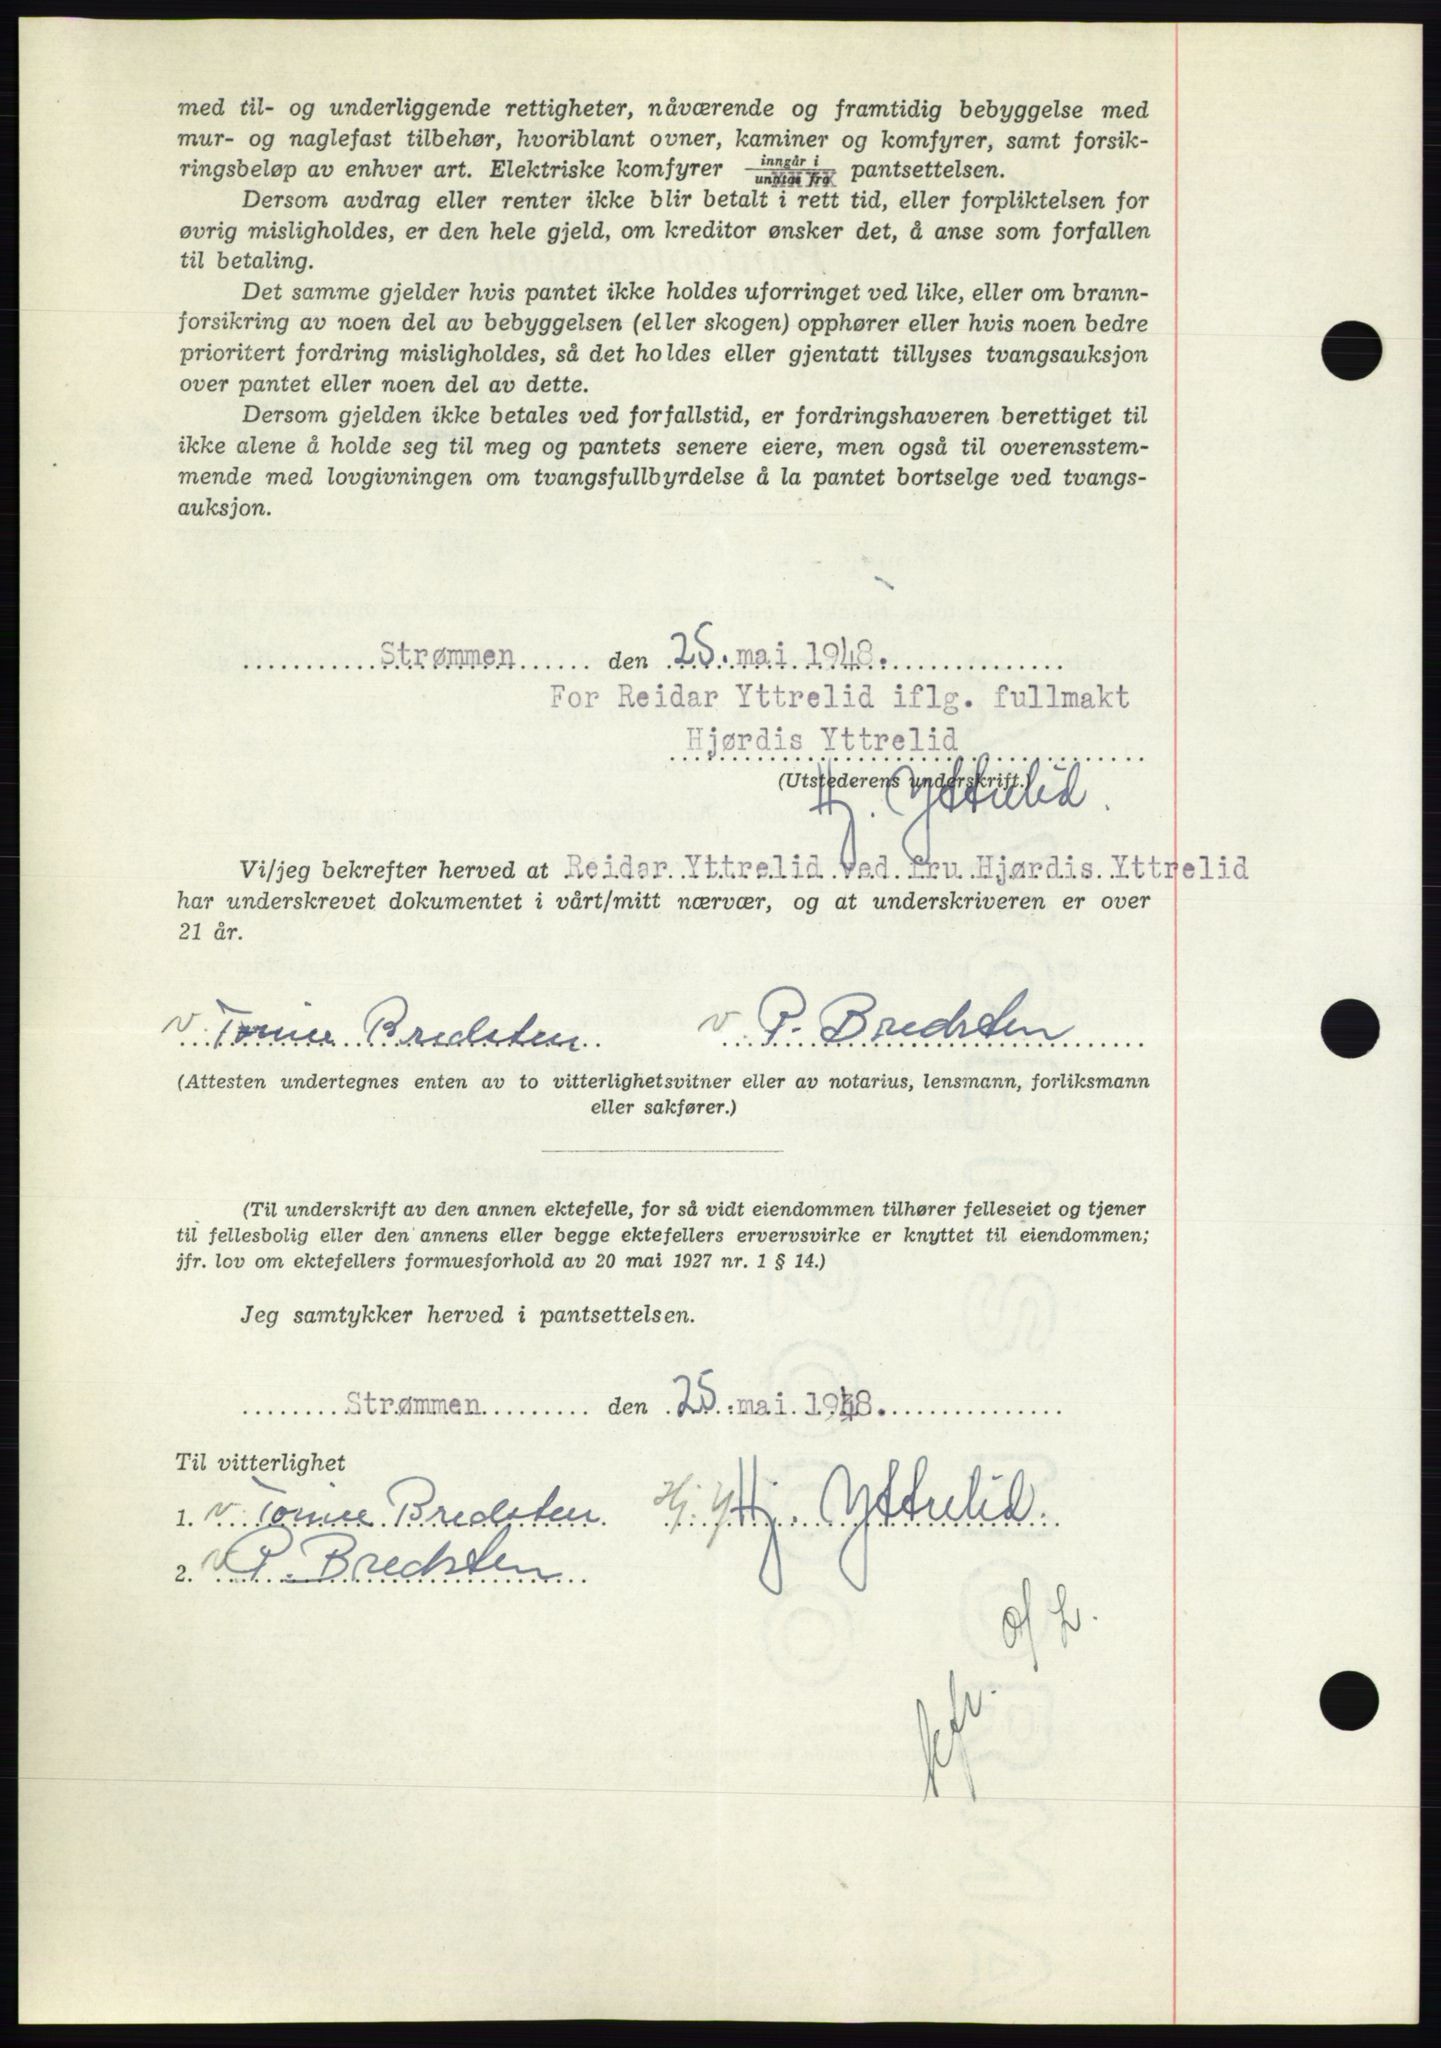 med til- og underliggende rettigheter, nåværende og framtidig bebyggelse med
mur- og naglefast tilbehør, hvoriblant ovner, kaminer og komfyrer, samt forsik-
ringsbeløp av enhver art. Elektriske komfyrer inngår i / unntas fra pantsettelsen.
Dersom avdrag eller renter ikke blir betalt i rett tid, eller forpliktelsen for
øvrig misligholdes, er den hele gjeld, om kreditor ønsker det, å anse som forfallen
til betaling.
Det samme gjelder hvis pantet ikke holdes uforringet ved like, eller om brann-
forsikring av noen del av bebyggelsen (eller skogen) opphører eller hvis noen bedre
prioritert fordring misligholdes, så det holdes eller gjentatt tillyses tvangsauksjon
over pantet eller noen del av dette.
Dersom gjelden ikke betales ved forfallstid, er fordringshaveren berettiget til
ikke alene å holde seg til meg og pantets senere eiere, men også til overensstem-
mende med lovgivningen om tvangsfullbyrdelse å la pantet bortselge ved tvangs-
auksjon.
Strømmen den 25. mai 1948.
For Reidar Yttrelid iflg. fullmakt
Hjørdis Yttrelid
(Utstederens underskrift.)
Hj. Yttrelid.
Vi/jeg bekrefter herved at Reidar Yttrelid ved fru Hjørdis Yttrelid
har underskrevet dokumentet i vårt/mitt nærvær, og at underskriveren er over
21 år.
v. Tomine Bredsten v P. Bredsten
(Attesten undertegnes enten av to vitterlighetsvitner eller av notarius, lensmann, forliksmann
eller sakfører.)
(Til underskrift av den annen ektefelle, for så vidt eiendommen tilhører felleseiet og tjener
til fellesbolig eller den annens eller begge ektefellers ervervsvirke er knyttet til eiendommen;
jfr. lov om ektefellers formuesforhold av 20 mai 1927 nr. 1 § 14.)
Jeg samtykker herved i pantsettelsen.
Strømmen den 25. mai 1948.
Til vitterlighet
1. v. Tomine Bredsten Hj. Y Hj. Yttrelid.
2. v P. Bredsten